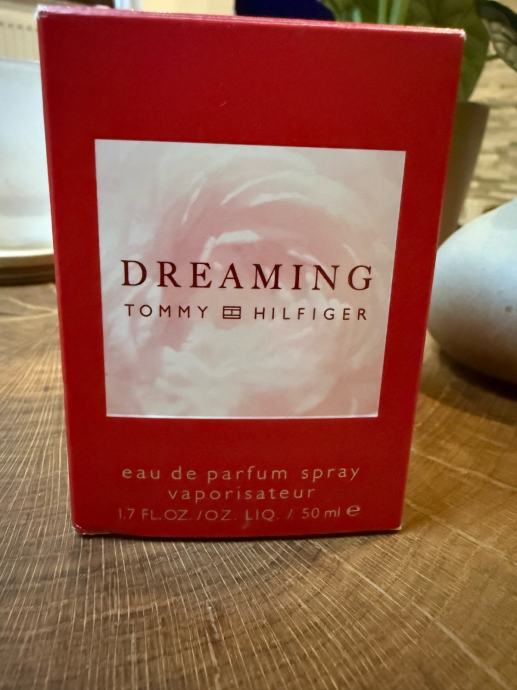 DREAMING
TOMMY HILFIGER
eau de parfum spray
vaporisateur
1.7 FL.OZ./OZ. LIQ. / 50 ml ℮